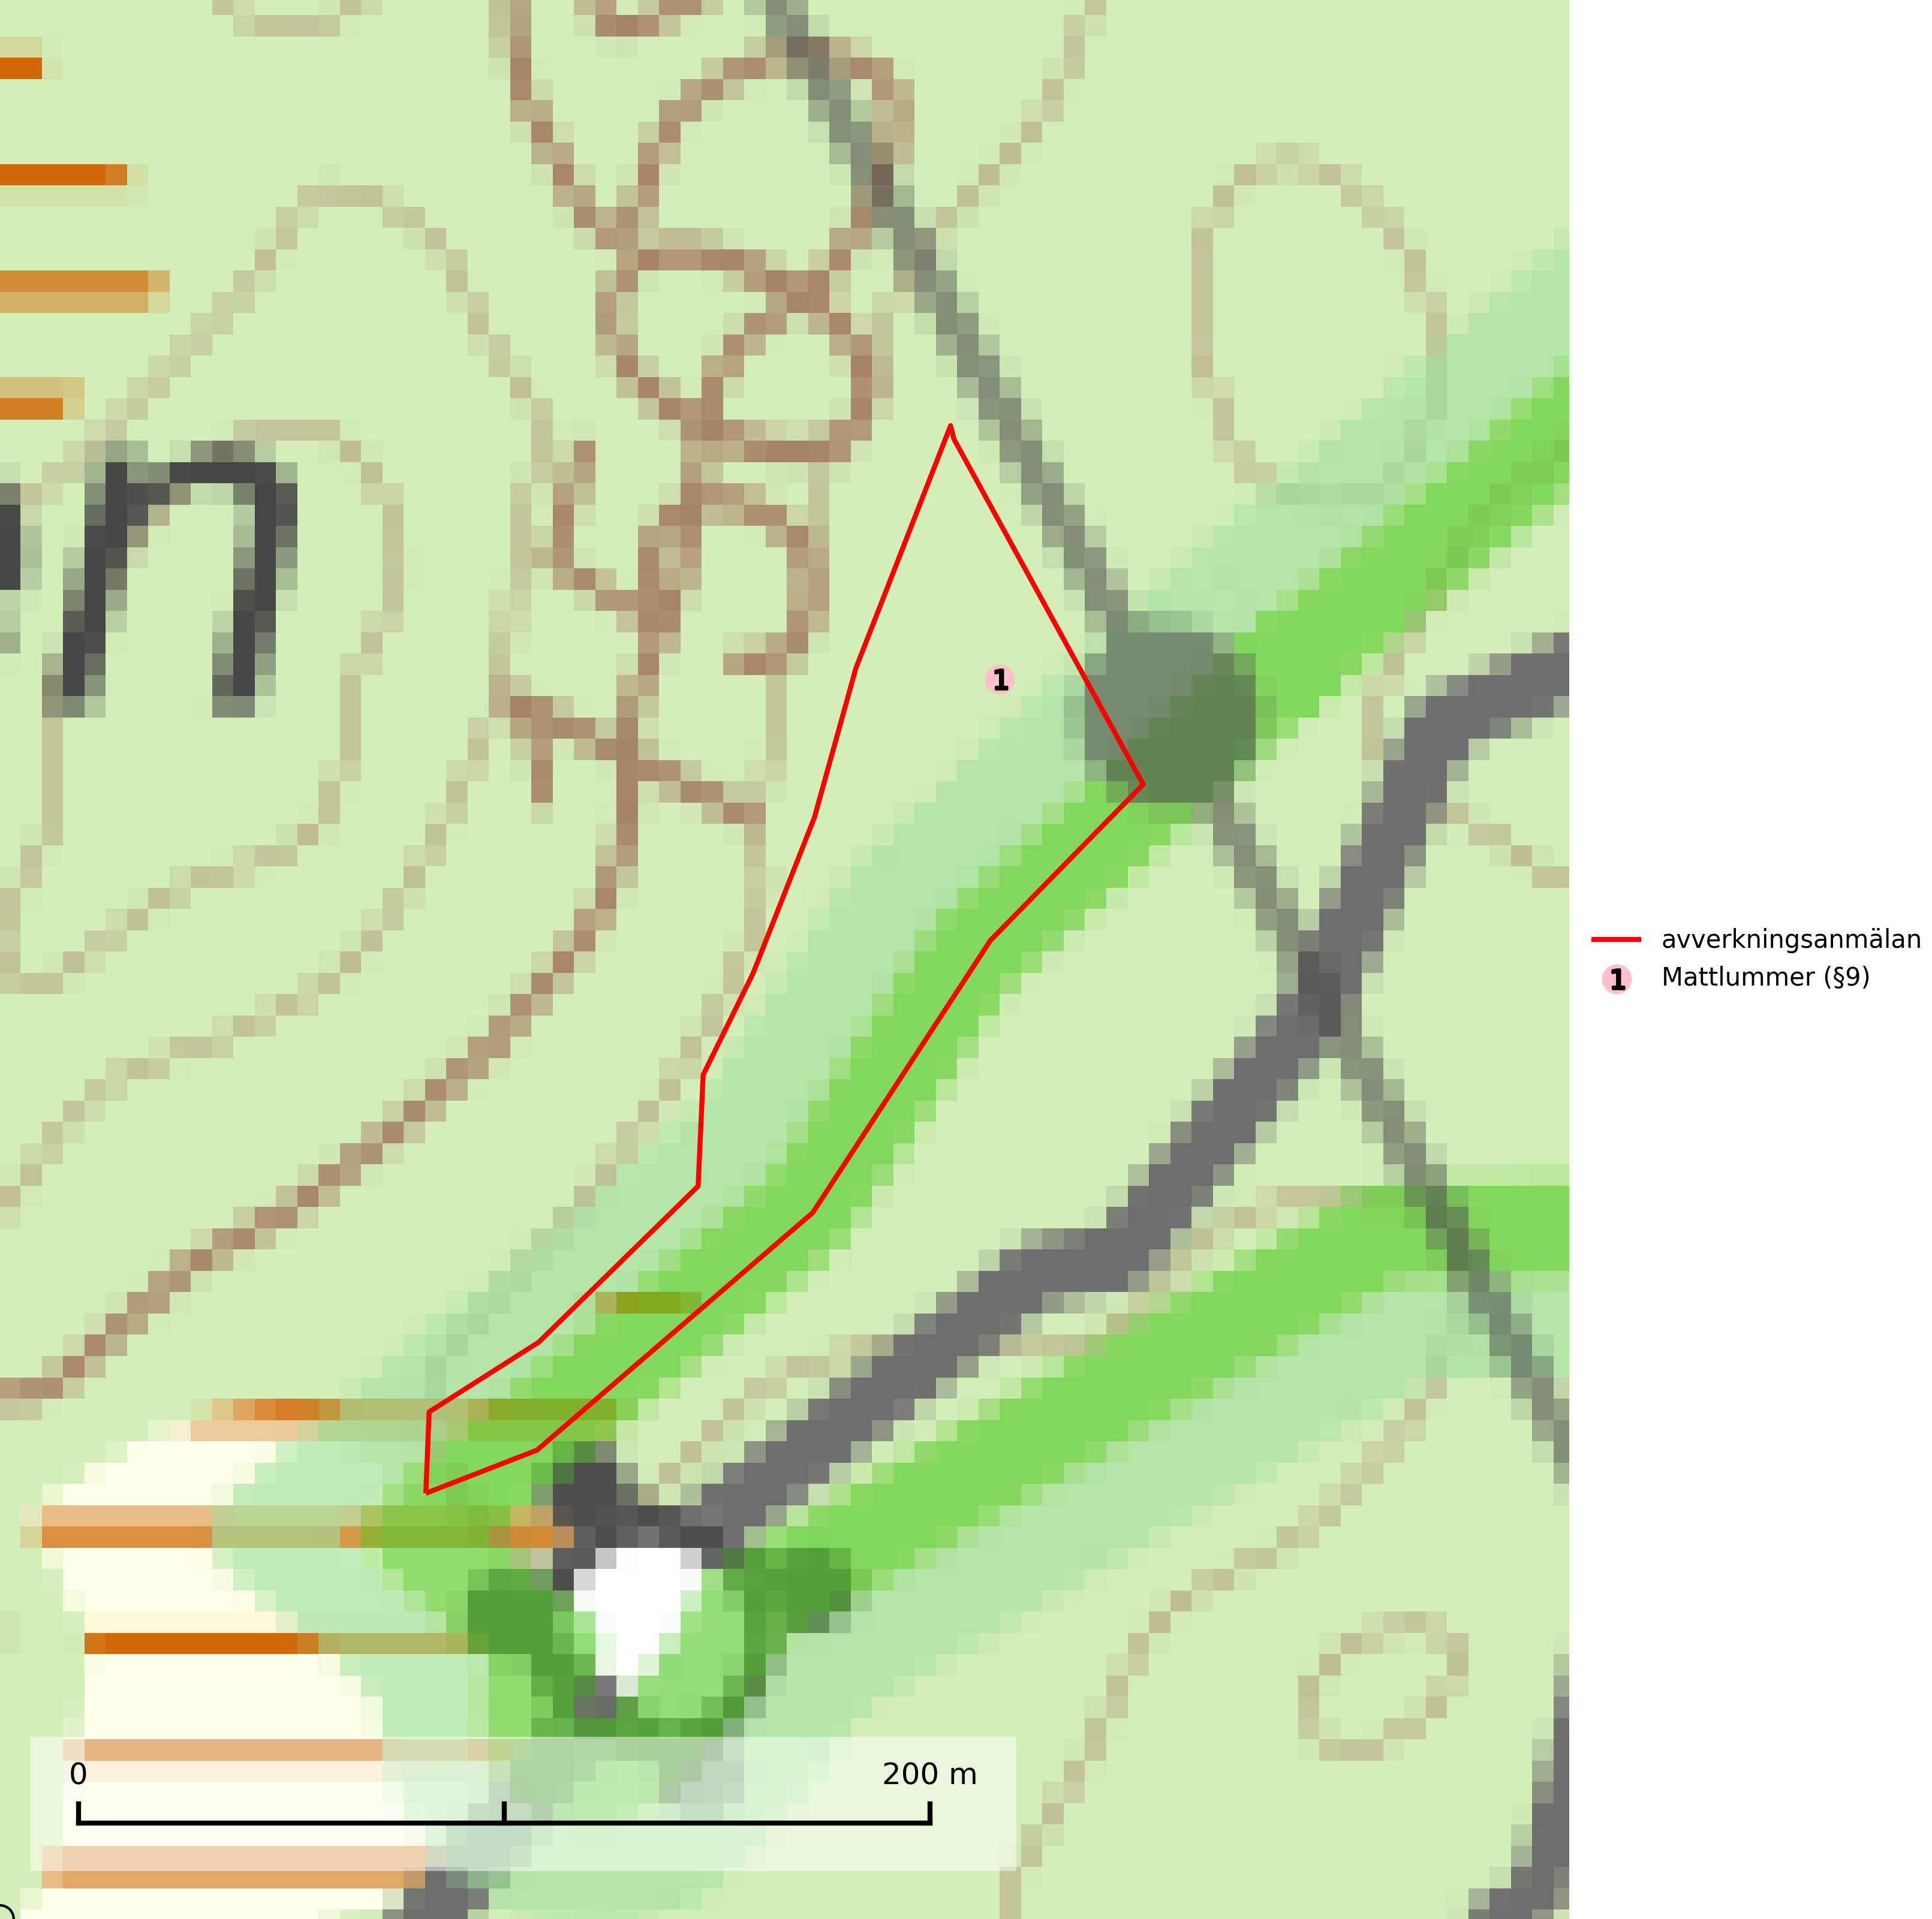 1
avverkningsanmälan
1 Mattlummer (§9)
0 200 m